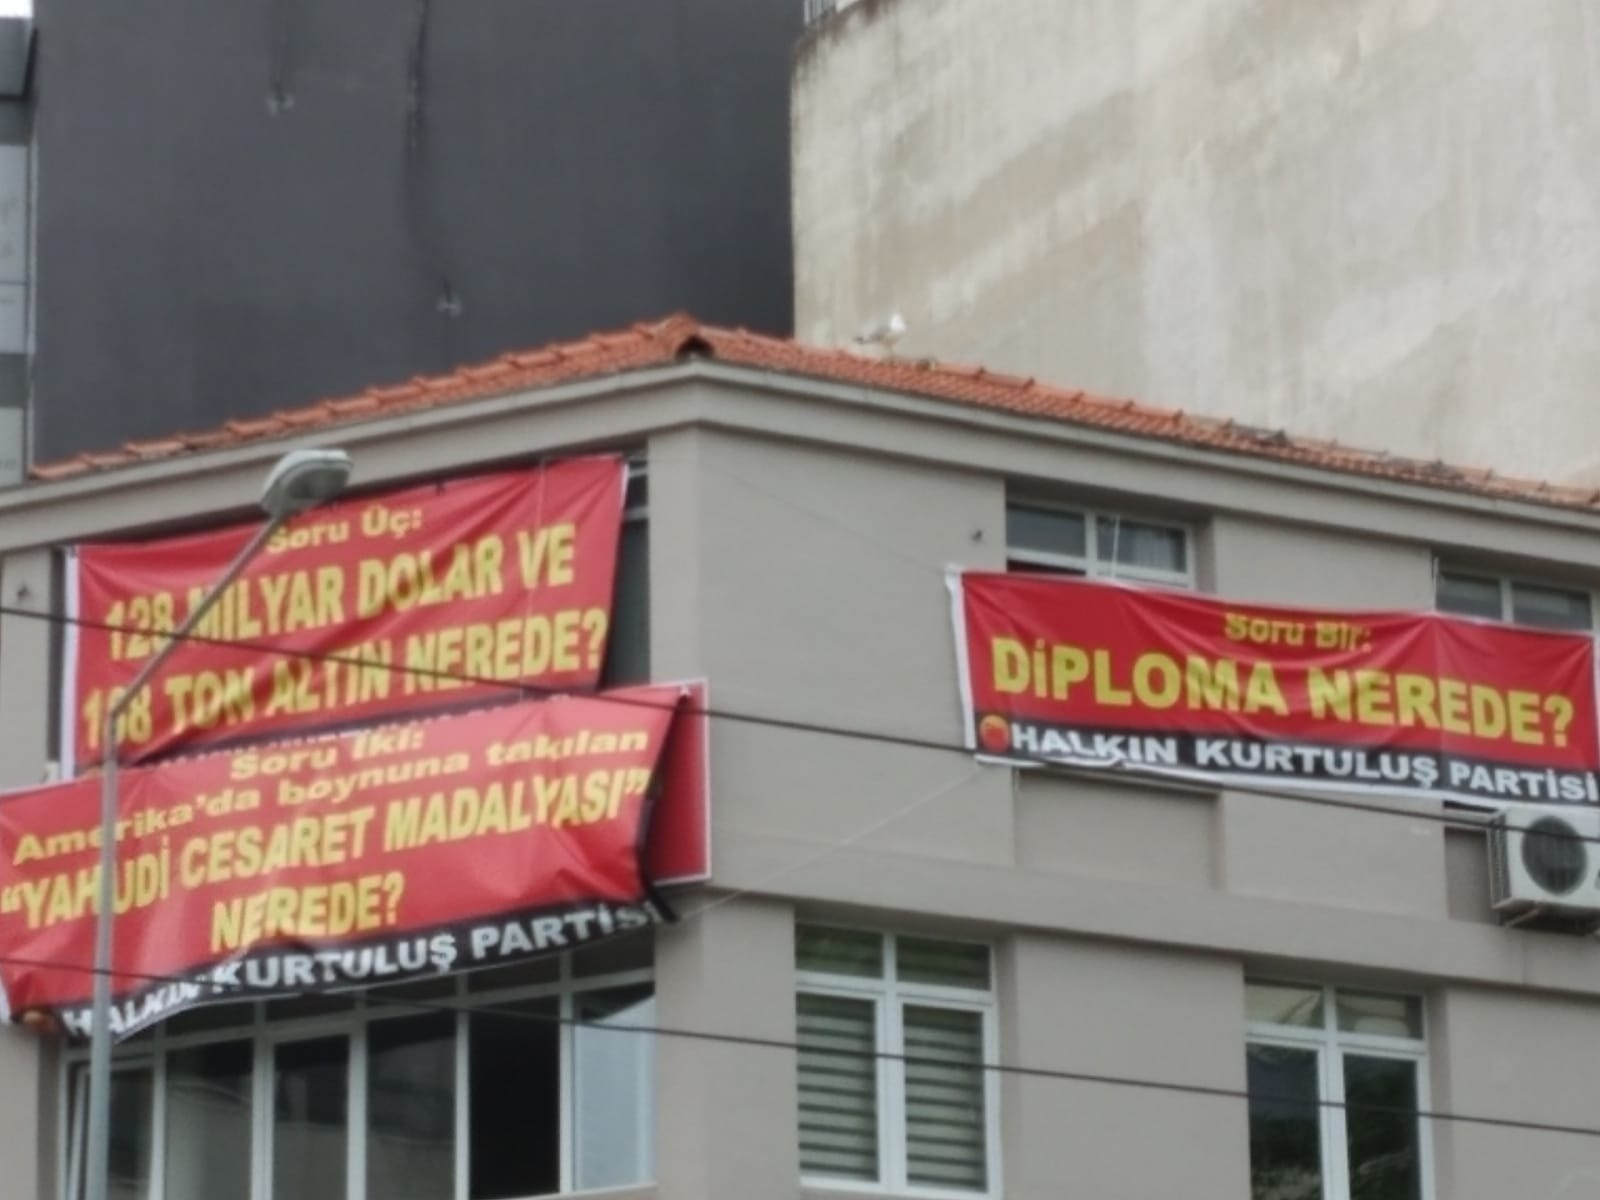 Soru Üç:
128 MİLYAR DOLAR VE
TON ALTIN NEREDE?
Soru İki:
Amerika'da boynuna takılan
"YAHUDİ CESARET MADALYASI"
NEREDE?
HALKIN KURTULUŞ PARTİSİ
Soru Bir:
DİPLOMA NEREDE?
HALKIN KURTULUŞ PARTİSİ